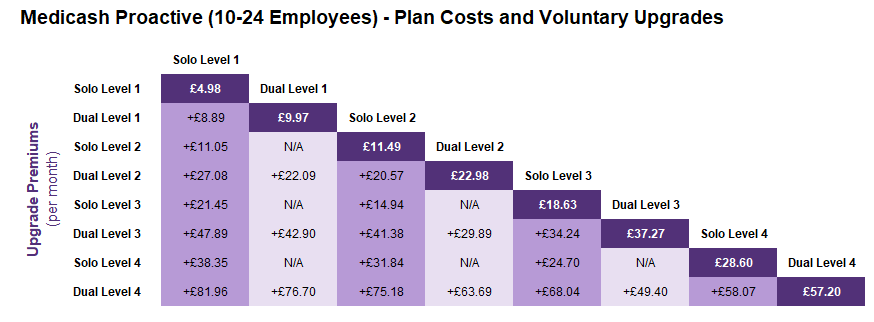 Medicash Proactive (10-24 Employees) - Plan Costs and Voluntary Upgrades
Solo Level 1
Solo Level 1 £4.98 Dual Level 1
Dual Level 1 +£8.89 £9.97 Solo Level 2
Solo Level 2 +£11.05 N/A £11.49 Dual Level 2
Dual Level 2 +£27.08 +£22.09 +£20.57 £22.98 Solo Level 3
Solo Level 3 +£21.45 N/A +£14.94 N/A £18.63 Dual Level 3
Dual Level 3 +£47.89 +£42.90 +£41.38 +£29.89 +£34.24 £37.27 Solo Level 4
Solo Level 4 +£38.35 N/A +£31.84 N/A +£24.70 N/A £28.60 Dual Level 4
Dual Level 4 +£81.96 +£76.70 +£75.18 +£63.69 +£68.04 +£49.40 +£58.07 £57.20
Upgrade Premiums
(per month)